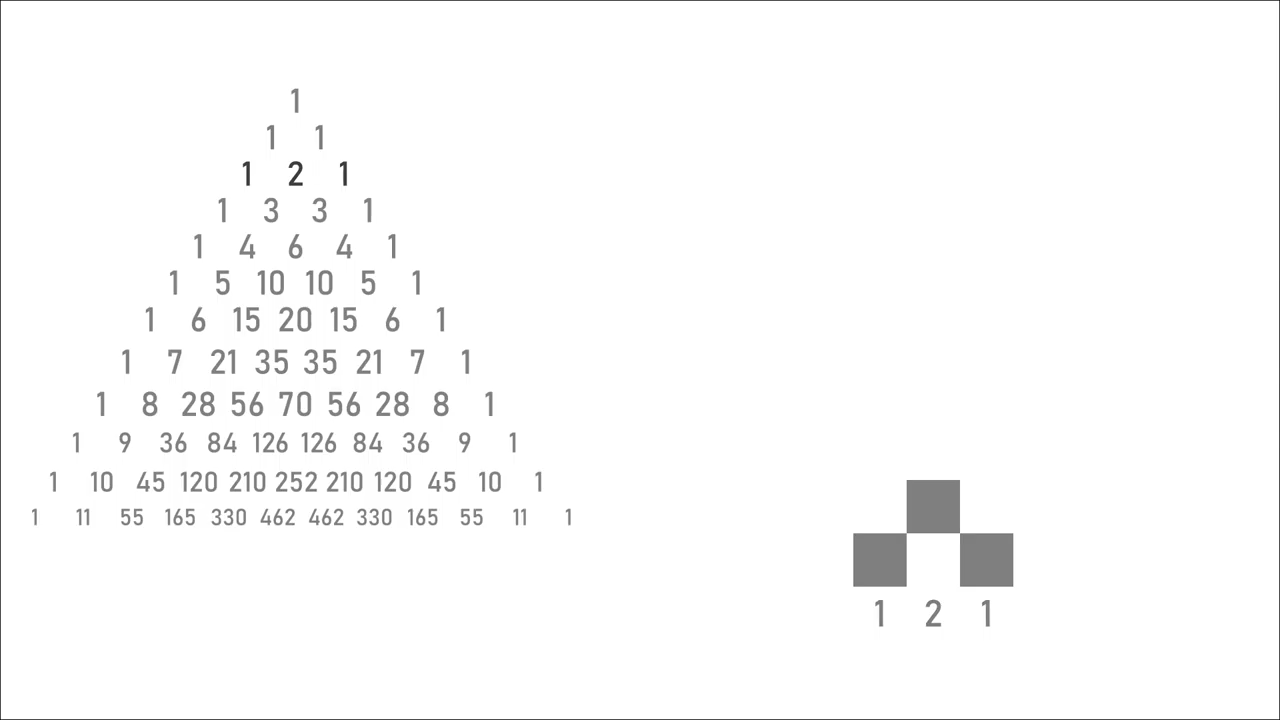 1
1 1
1 2 1
1 3 3 1
1 4 6 4 1
1 5 10 10 5 1
1 6 15 20 15 6 1
1 7 21 35 35 21 7 1
1 8 28 56 70 56 28 8 1
1 9 36 84 126 126 84 36 9 1
1 10 45 120 210 252 210 120 45 10 1
1 11 55 165 330 462 462 330 165 55 11 1
1 2 1